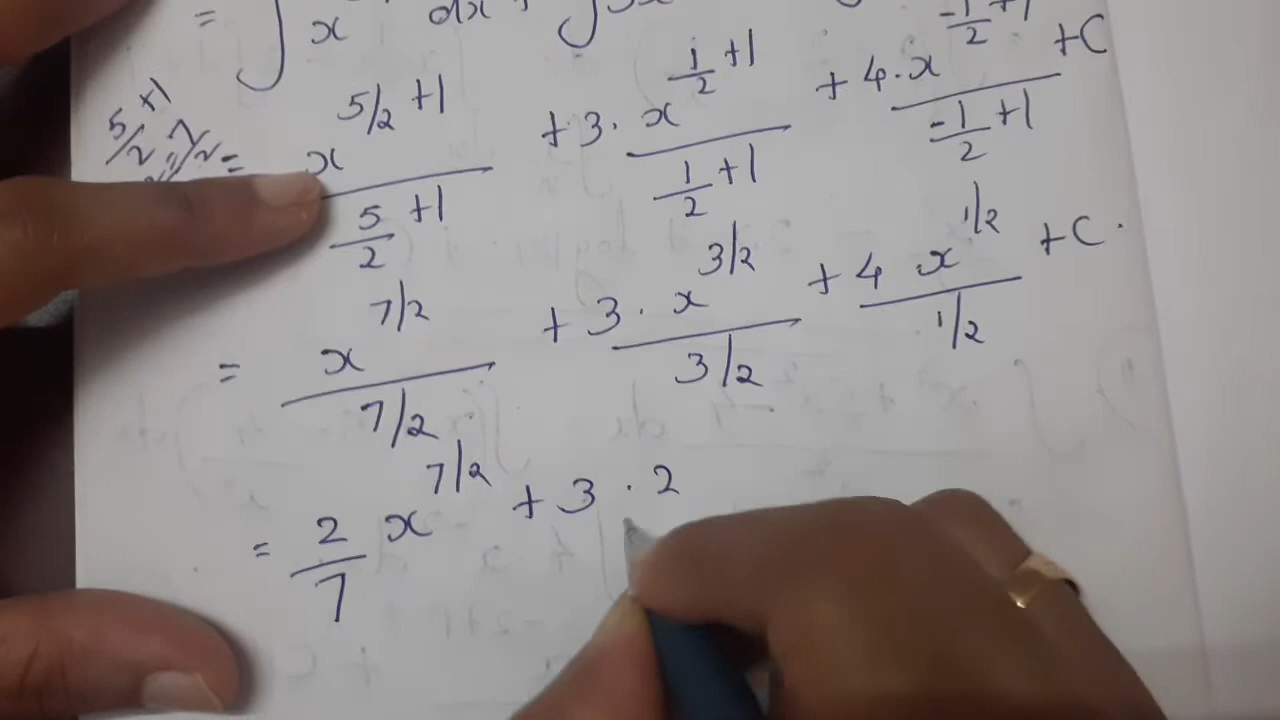 = ∫ x dx ∫
5/2 +1 = 7/2
= x^(5/2 +1) / (5/2 +1) + 3 · x^(1/2 +1) / (1/2 +1) + 4 · x^(-1/2 +1) / (-1/2 +1) + C
= x^(7/2) / (7/2) + 3 · x^(3/2) / (3/2) + 4 x^(1/2) / (1/2) + C ·
= 2/7 x^(7/2) + 3 · 2